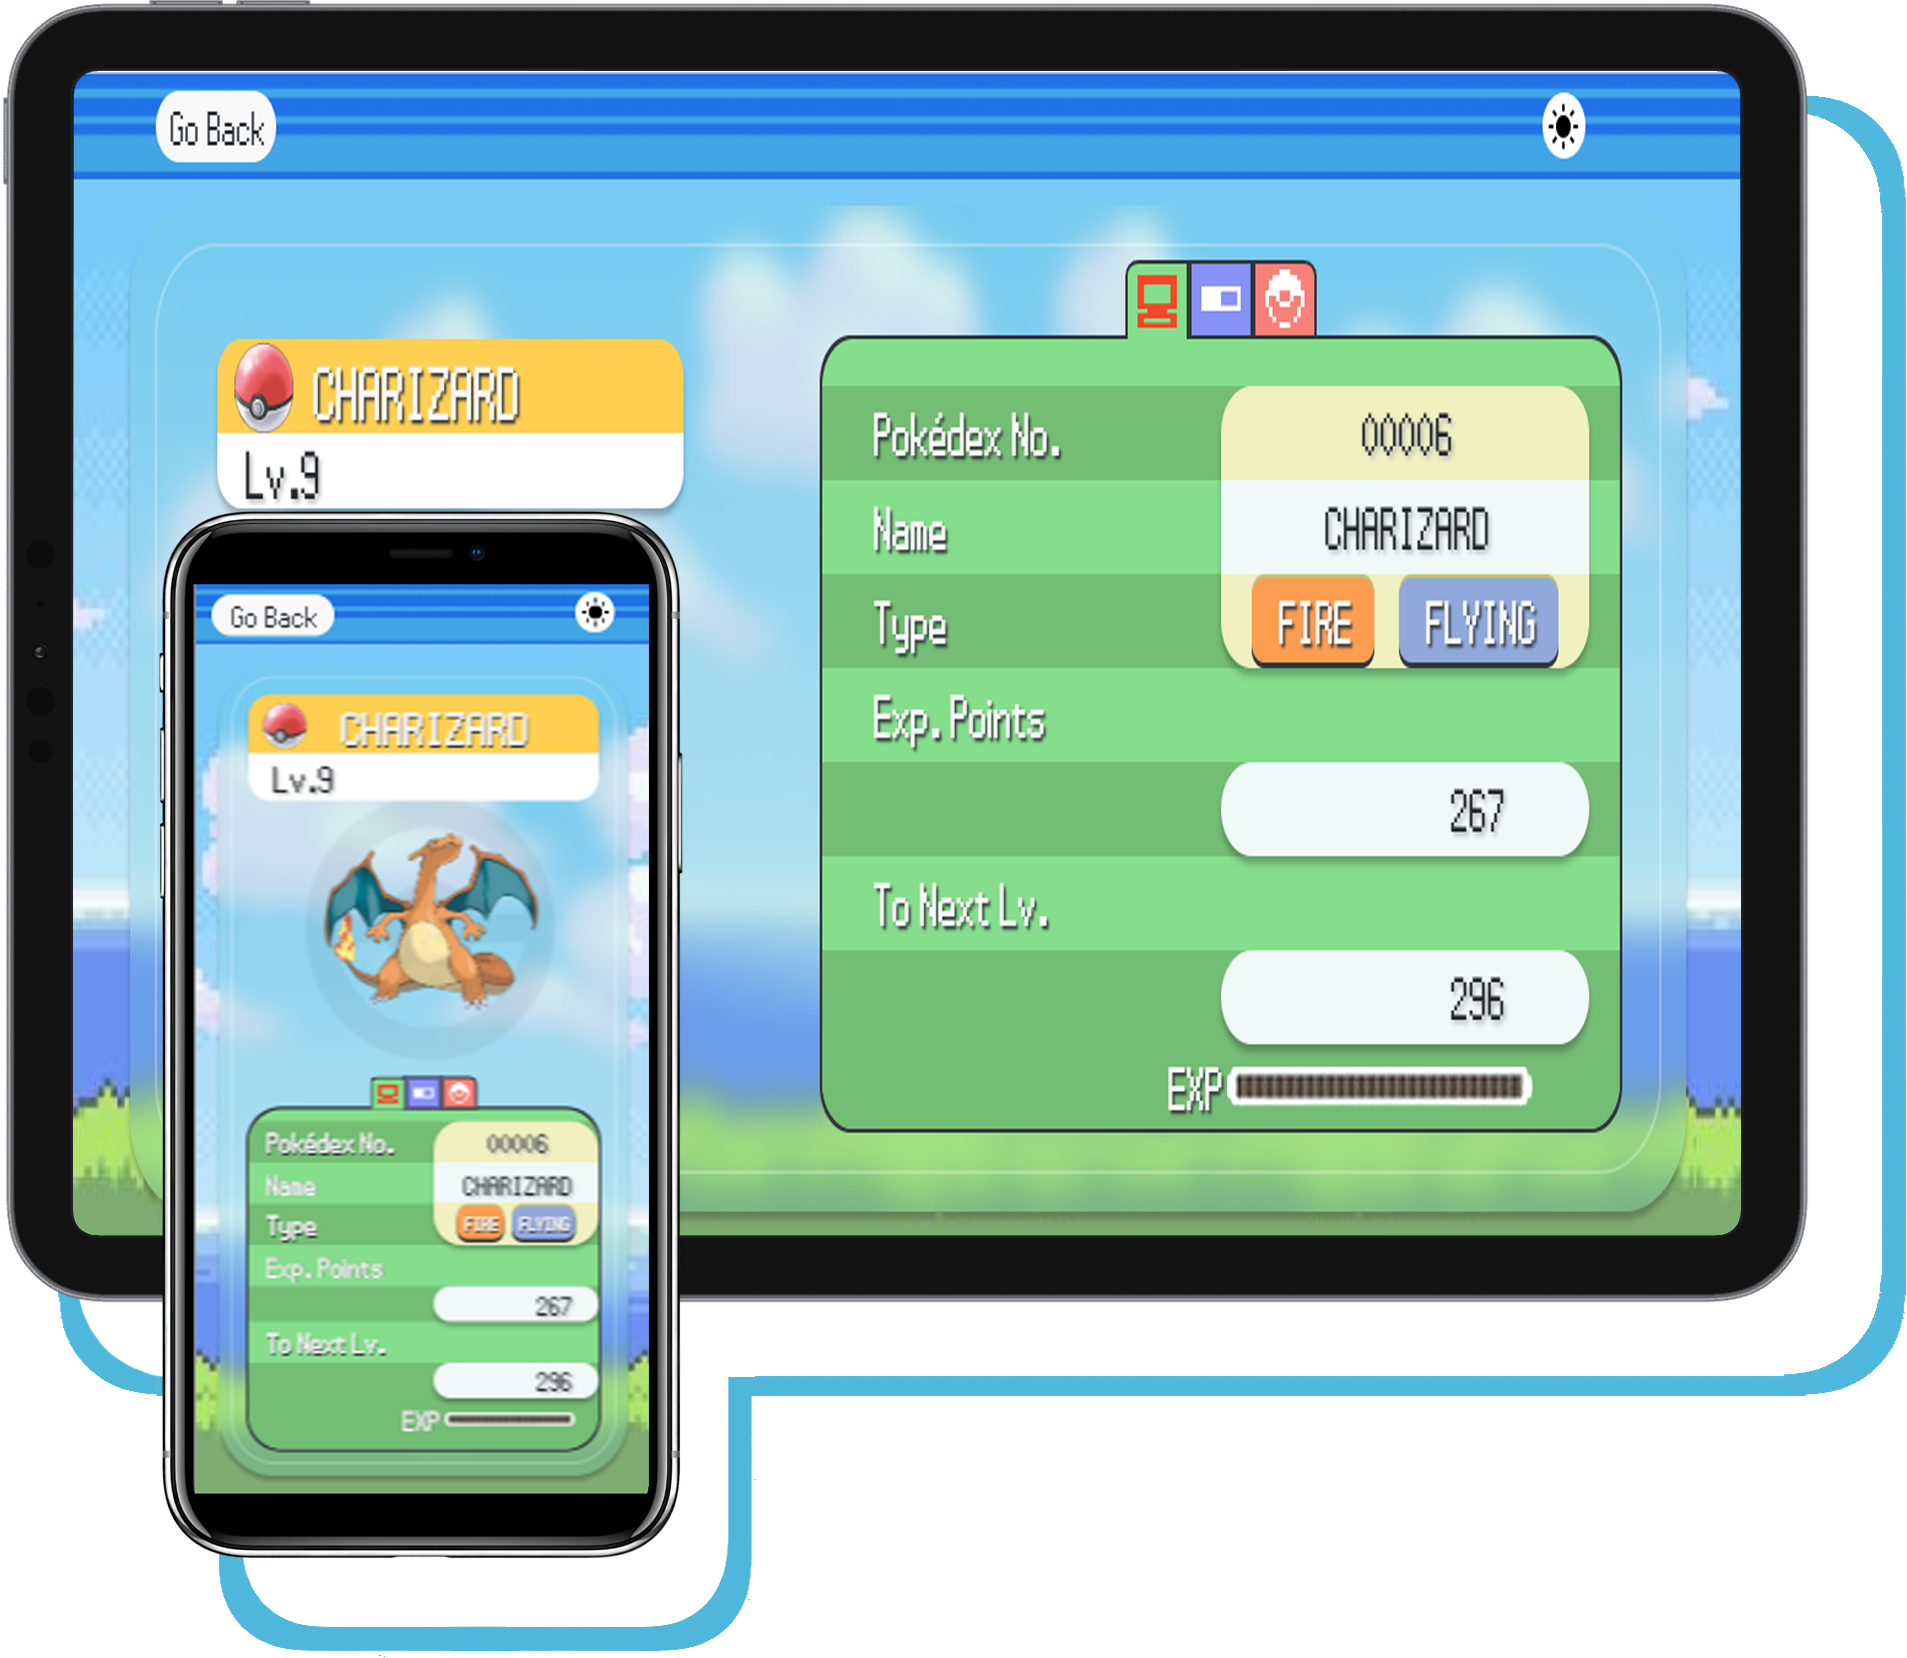 Go Back
CHARIZARD
Lv.9
Pokédex No.
00006
Name
CHARIZARD
Type
FIRE
FLYING
Exp. Points
267
To Next Lv.
296
EXP
Go Back
CHARIZARD
Lv.9
Pokédex No.
00006
Name
CHARIZARD
Type
FIRE
FLYING
Exp. Points
267
To Next Lv.
296
EXP